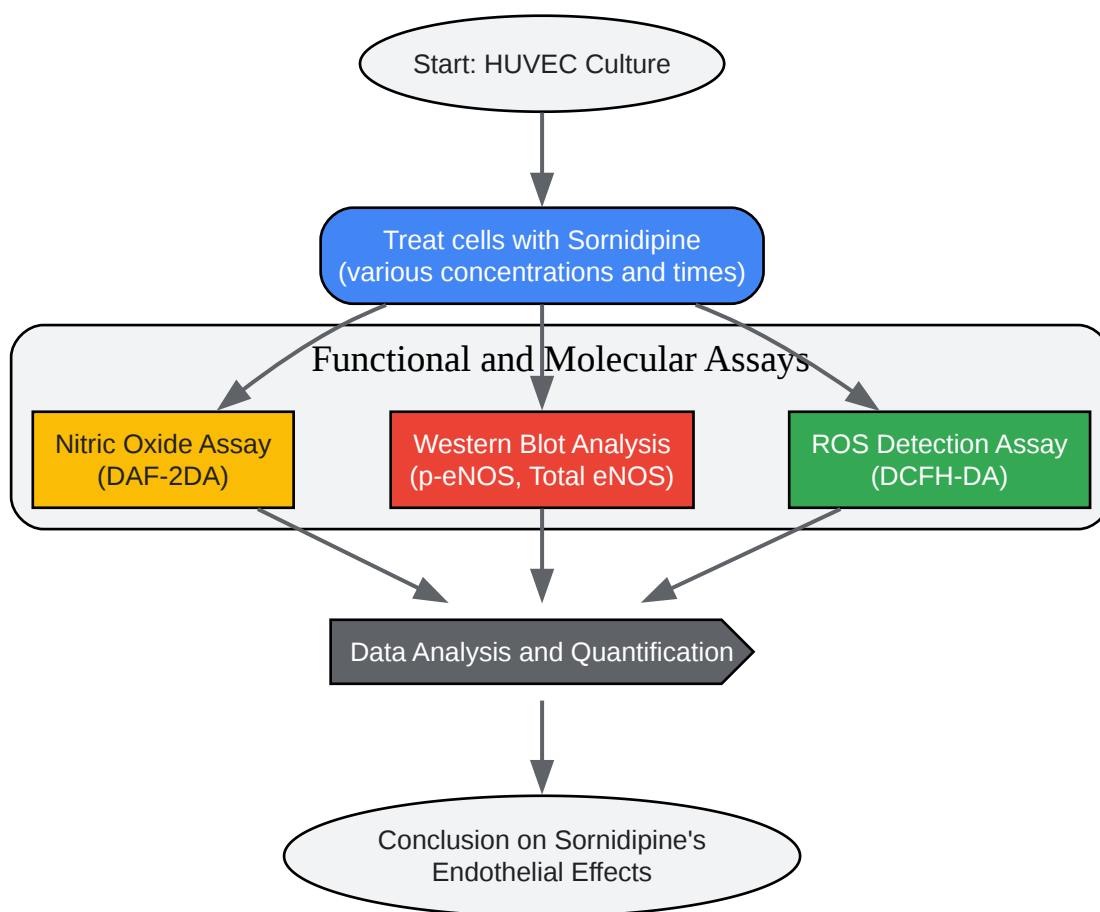 Start: HUVEC Culture
Treat cells with Sornidipine
(various concentrations and times)
Functional and Molecular Assays
Nitric Oxide Assay
(DAF-2DA)
Western Blot Analysis
(p-eNOS, Total eNOS)
ROS Detection Assay
(DCFH-DA)
Data Analysis and Quantification
Conclusion on Sornidipine's
Endothelial Effects